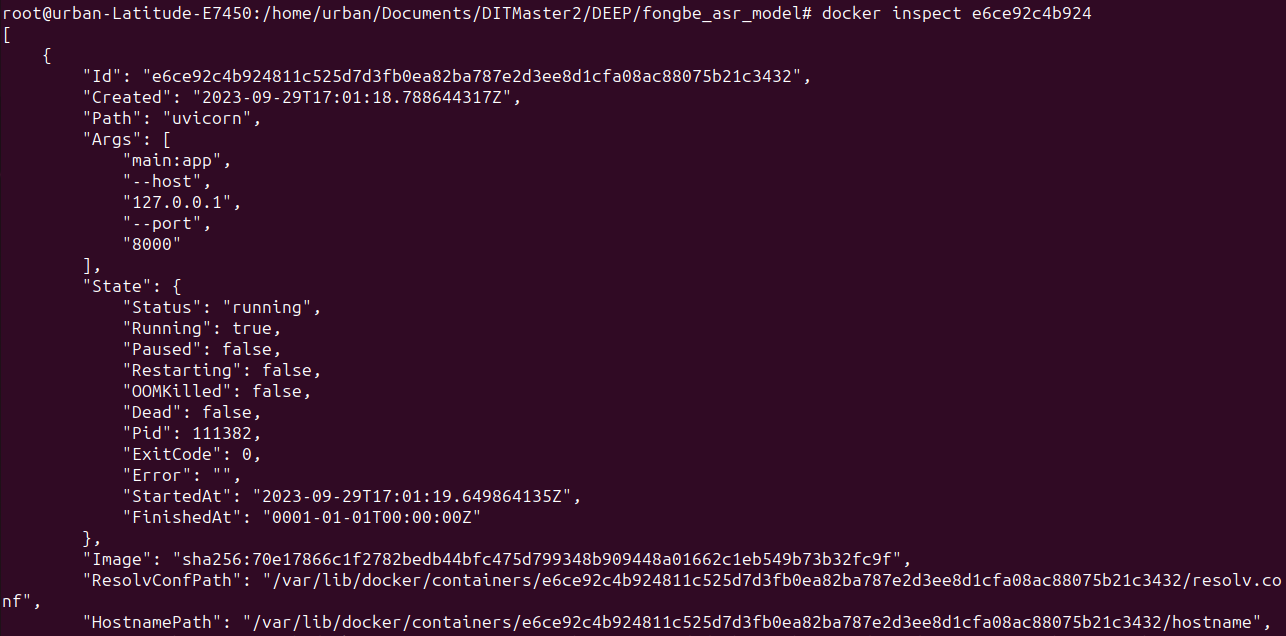 root@urban-Latitude-E7450:/home/urban/Documents/DITMaster2/DEEP/fongbe_asr_model# docker inspect e6ce92c4b924
[
    {
        "Id": "e6ce92c4b924811c525d7d3fb0ea82ba787e2d3ee8d1cfa08ac88075b21c3432",
        "Created": "2023-09-29T17:01:18.788644317Z",
        "Path": "uvicorn",
        "Args": [
            "main:app",
            "--host",
            "127.0.0.1",
            "--port",
            "8000"
        ],
        "State": {
            "Status": "running",
            "Running": true,
            "Paused": false,
            "Restarting": false,
            "OOMKilled": false,
            "Dead": false,
            "Pid": 111382,
            "ExitCode": 0,
            "Error": "",
            "StartedAt": "2023-09-29T17:01:19.649864135Z",
            "FinishedAt": "0001-01-01T00:00:00Z"
        },
        "Image": "sha256:70e17866c1f2782bedb44bfc475d799348b909448a01662c1eb549b73b32fc9f",
        "ResolvConfPath": "/var/lib/docker/containers/e6ce92c4b924811c525d7d3fb0ea82ba787e2d3ee8d1cfa08ac88075b21c3432/resolv.co
nf",
        "HostnamePath": "/var/lib/docker/containers/e6ce92c4b924811c525d7d3fb0ea82ba787e2d3ee8d1cfa08ac88075b21c3432/hostname",